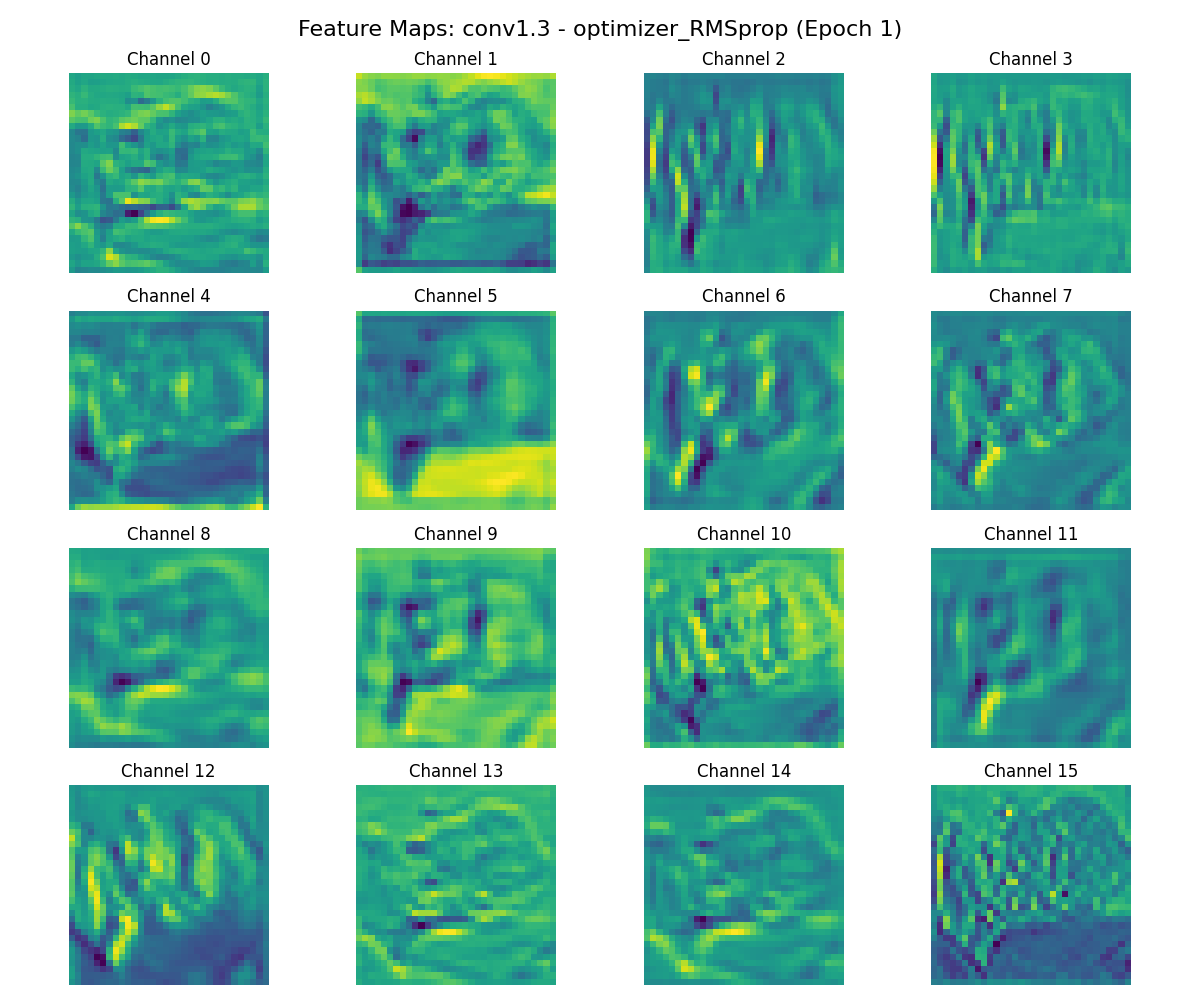 Feature Maps: conv1.3 - optimizer_RMSprop (Epoch 1)
Channel 0
Channel 1
Channel 2
Channel 3
Channel 4
Channel 5
Channel 6
Channel 7
Channel 8
Channel 9
Channel 10
Channel 11
Channel 12
Channel 13
Channel 14
Channel 15